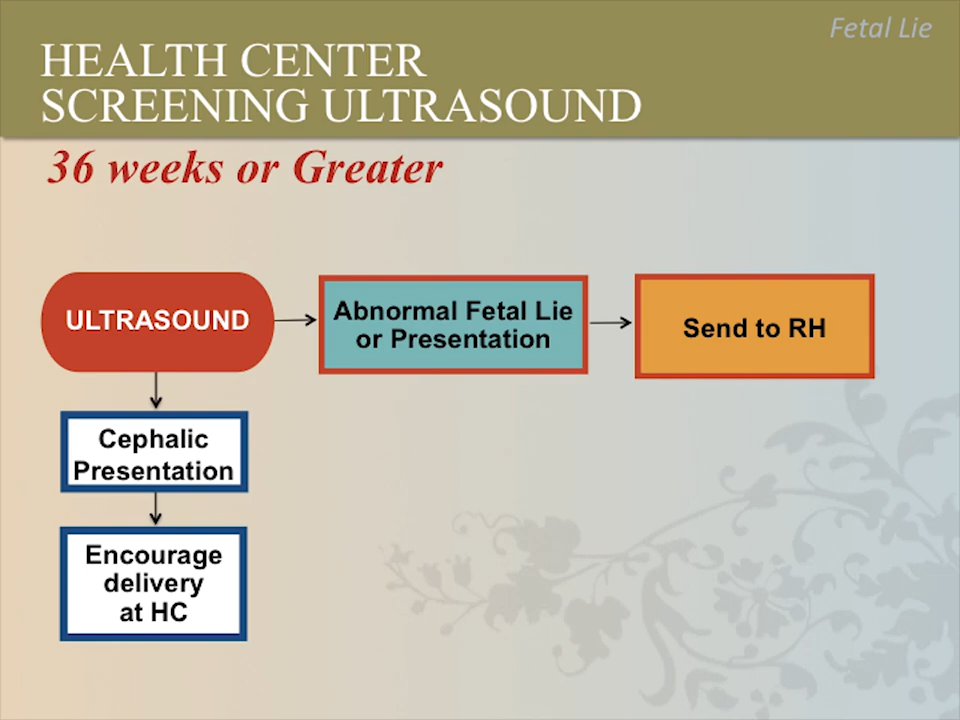 Fetal Lie
HEALTH CENTER
SCREENING ULTRASOUND
36 weeks or Greater
ULTRASOUND
Abnormal Fetal Lie
or Presentation
Send to RH
Cephalic
Presentation
Encourage
delivery
at HC